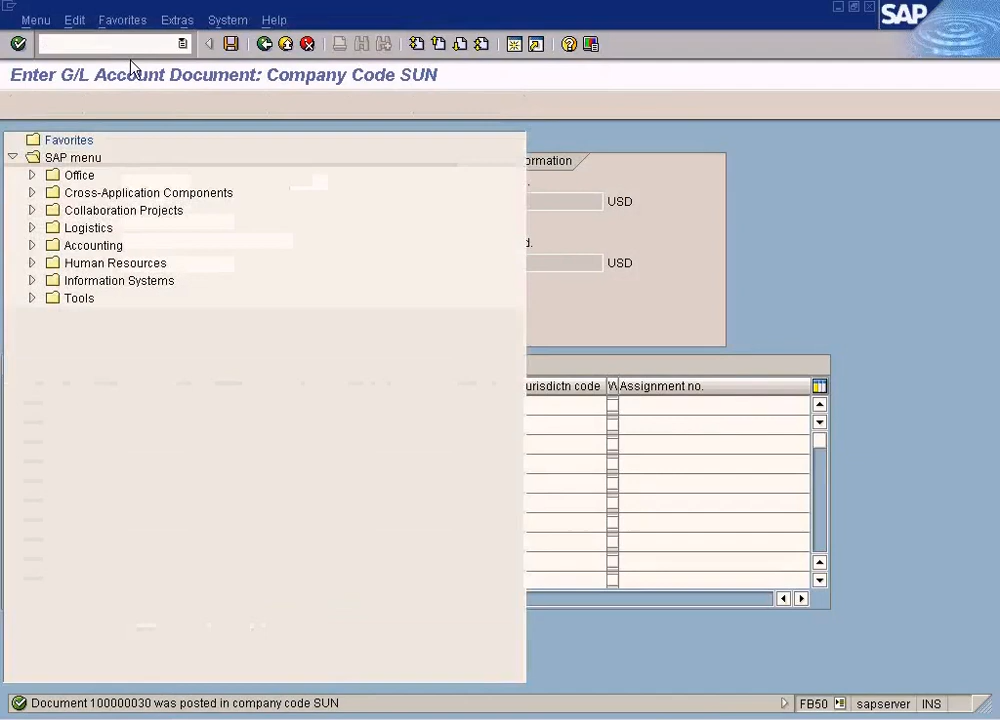 Menu Edit Favorites Extras System Help
SAP
Enter G/L Account Document: Company Code SUN
Favorites
SAP menu
Office
Cross-Application Components
Collaboration Projects
Logistics
Accounting
Human Resources
Information Systems
Tools
ormation
USD
d.
USD
urisdictn code W Assignment no.
Document 100000030 was posted in company code SUN FB50 sapserver INS